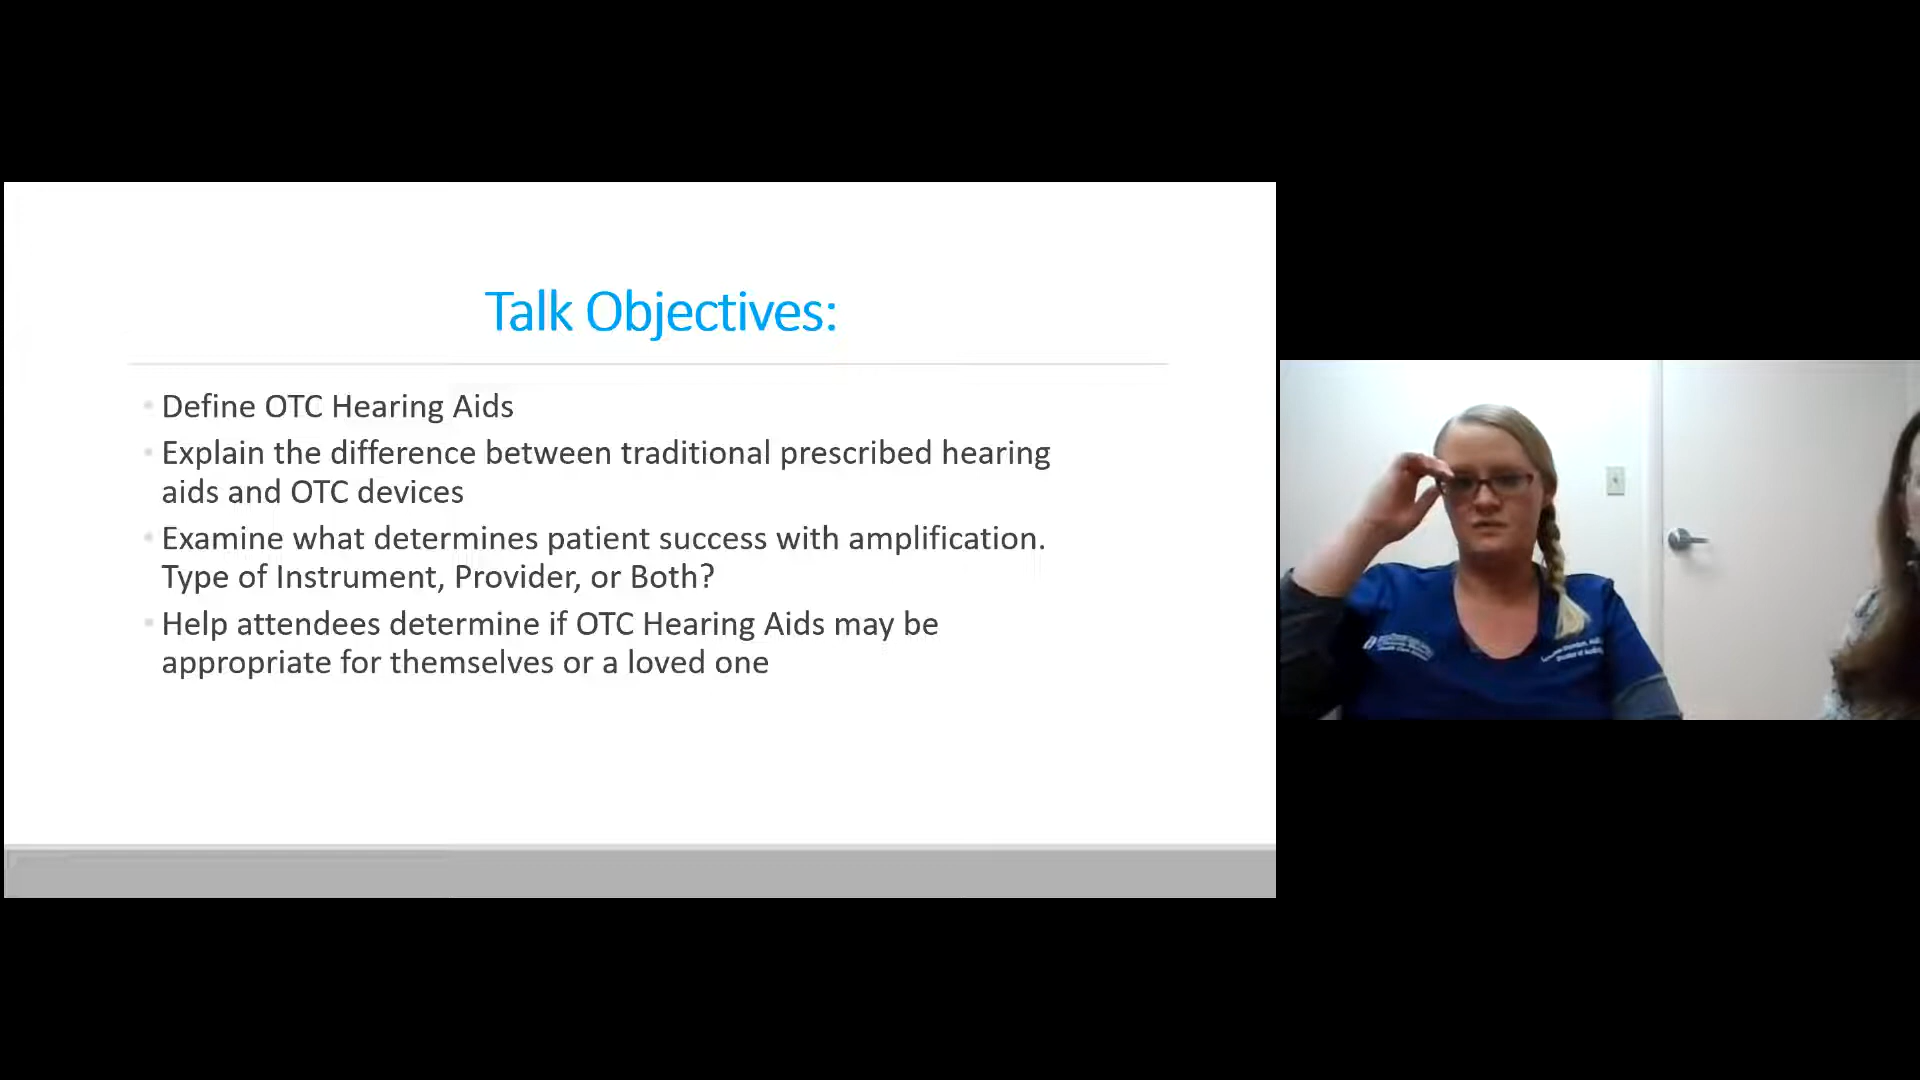 Talk Objectives:
Define OTC Hearing Aids
Explain the difference between traditional prescribed hearing
aids and OTC devices
Examine what determines patient success with amplification.
Type of Instrument, Provider, or Both?
Help attendees determine if OTC Hearing Aids may be
appropriate for themselves or a loved one